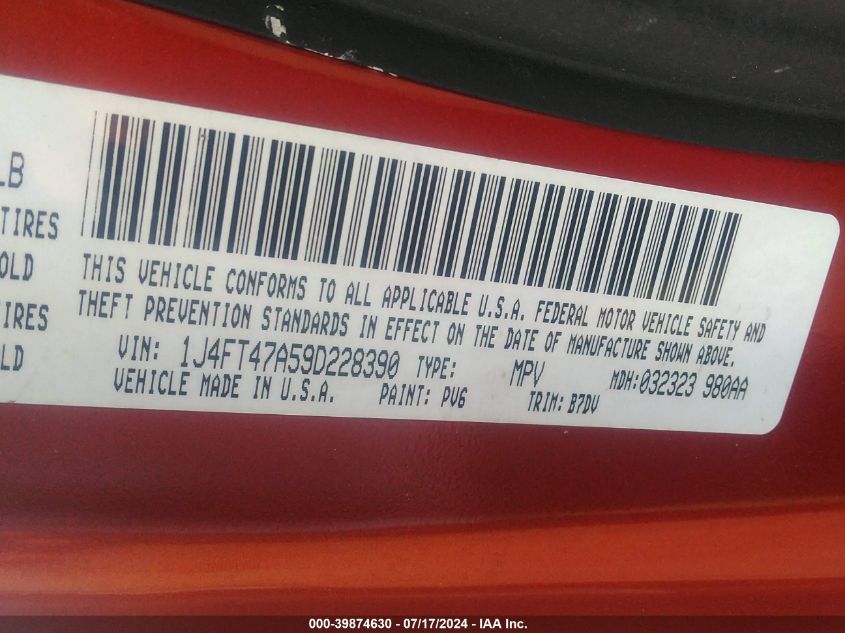 LB
TIRES
OLD
THIS VEHICLE CONFORMS TO ALL APPLICABLE U.S.A. FEDERAL MOTOR VEHICLE SAFETY AND
THEFT PREVENTION STANDARDS IN EFFECT ON THE DATE OF MANUFACTURE SHOWN ABOVE.
IRES
VIN: 1J4FT47A59D228390 TYPE: MPV MDH:032323 980AA
LD
VEHICLE MADE IN U.S.A. PAINT: PV6 TRIM: B7DV
000-39874630 - 07/17/2024 - IAA Inc.